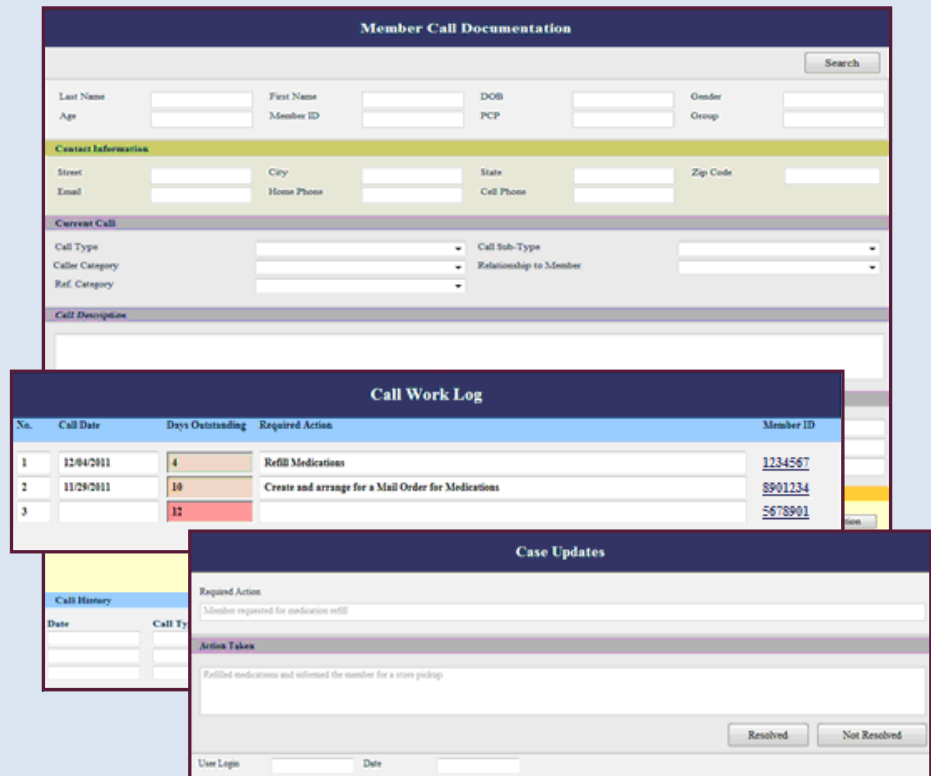 Member Call Documentation
Search
Last Name First Name DOB Gender
Age Member ID PCP Group
Contact Information
Street City State Zip Code
Email Home Phone Cell Phone
Current Call
Call Type Call Sub-Type
Caller Category Relationship to Member
Ref. Category
Call Description
Call Work Log
No. Call Date Days Outstanding Required Action Member ID
1 12/04/2011 4 Refill Medications 1234567
2 11/29/2011 10 Create and arrange for a Mail Order for Medications 8901234
3 12 5678901
Case Updates
Required Action
Member requested for medication refill
Action Taken
Refilled medications and informed the member for a store pickup
Resolved Not Resolved
User Login Date
Call History
Date